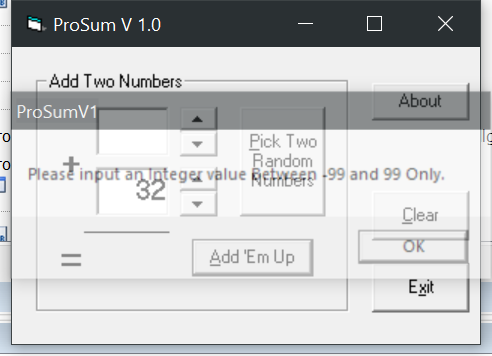 ProSum V 1.0
Add Two Numbers
About
ProSumV1
+
Pick Two
Random
Numbers
Please input an Integer value Between -99 and 99 Only.
32
Clear
OK
=
Add 'Em Up
Exit